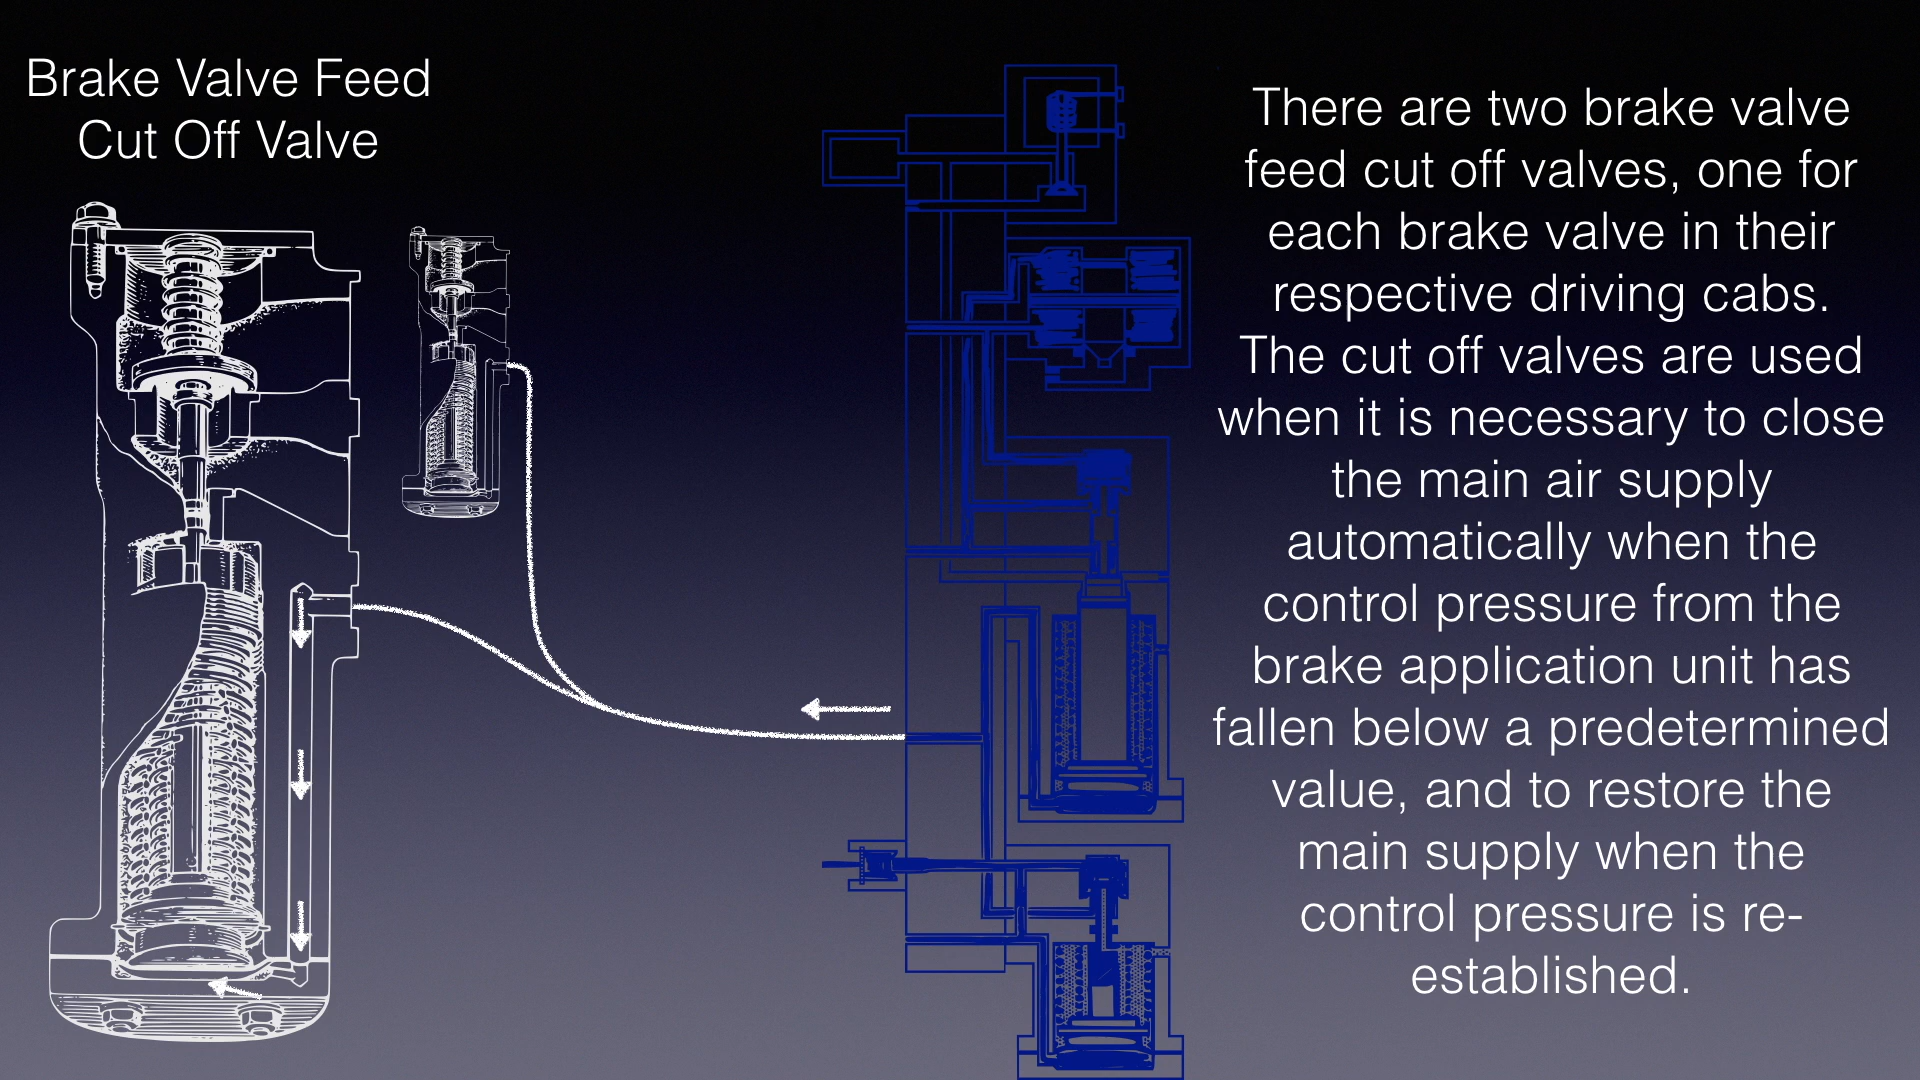 Brake Valve Feed
Cut Off Valve
There are two brake valve
feed cut off valves, one for
each brake valve in their
respective driving cabs.
The cut off valves are used
when it is necessary to close
the main air supply
automatically when the
control pressure from the
brake application unit has
fallen below a predetermined
value, and to restore the
main supply when the
control pressure is re-
established.